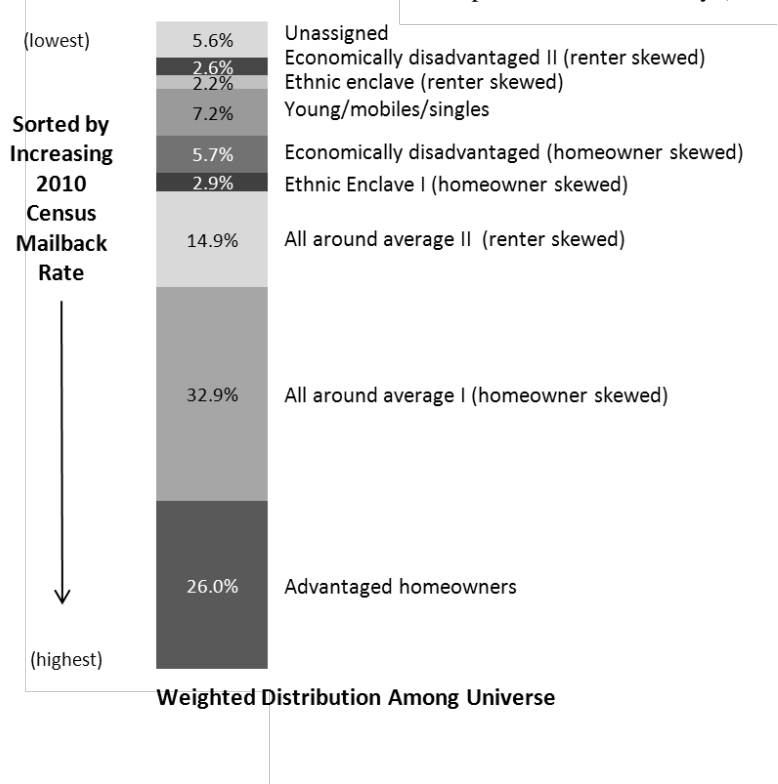 (lowest)
5.6%
Unassigned
2.6%
Economically disadvantaged II (renter skewed)
2.2%
Ethnic enclave (renter skewed)
7.2%
Young/mobiles/singles
Sorted by
Increasing
2010
Census
Mailback
Rate
5.7%
Economically disadvantaged (homeowner skewed)
2.9%
Ethnic Enclave I (homeowner skewed)
14.9%
All around average II (renter skewed)
32.9%
All around average I (homeowner skewed)
26.0%
Advantaged homeowners
(highest)
Weighted Distribution Among Universe